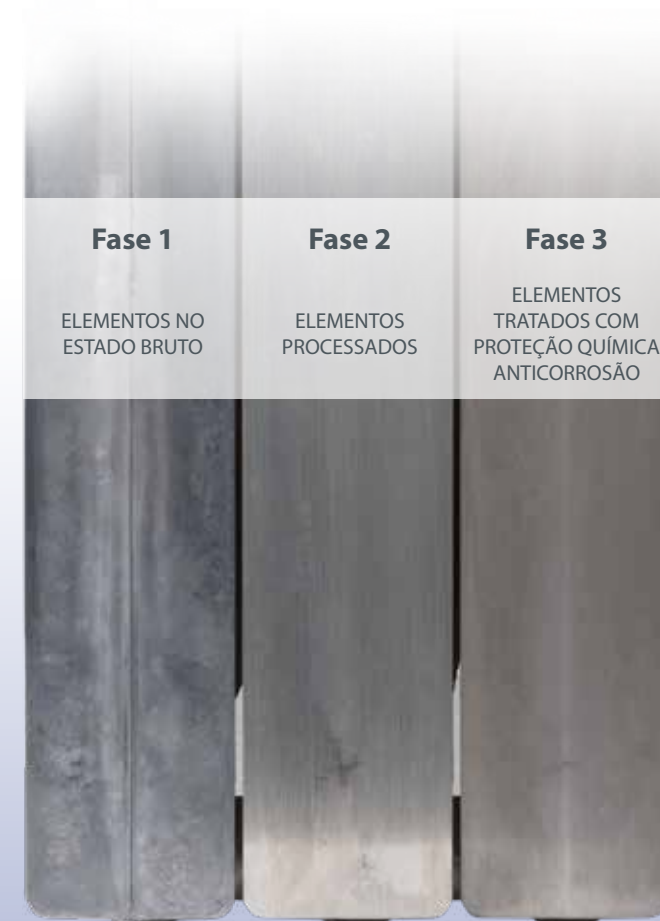 Fase 1
ELEMENTOS NO
ESTADO BRUTO
Fase 2
ELEMENTOS
PROCESSADOS
Fase 3
ELEMENTOS
TRATADOS COM
PROTEÇÃO QUÍMICA
ANTICORROSÃO